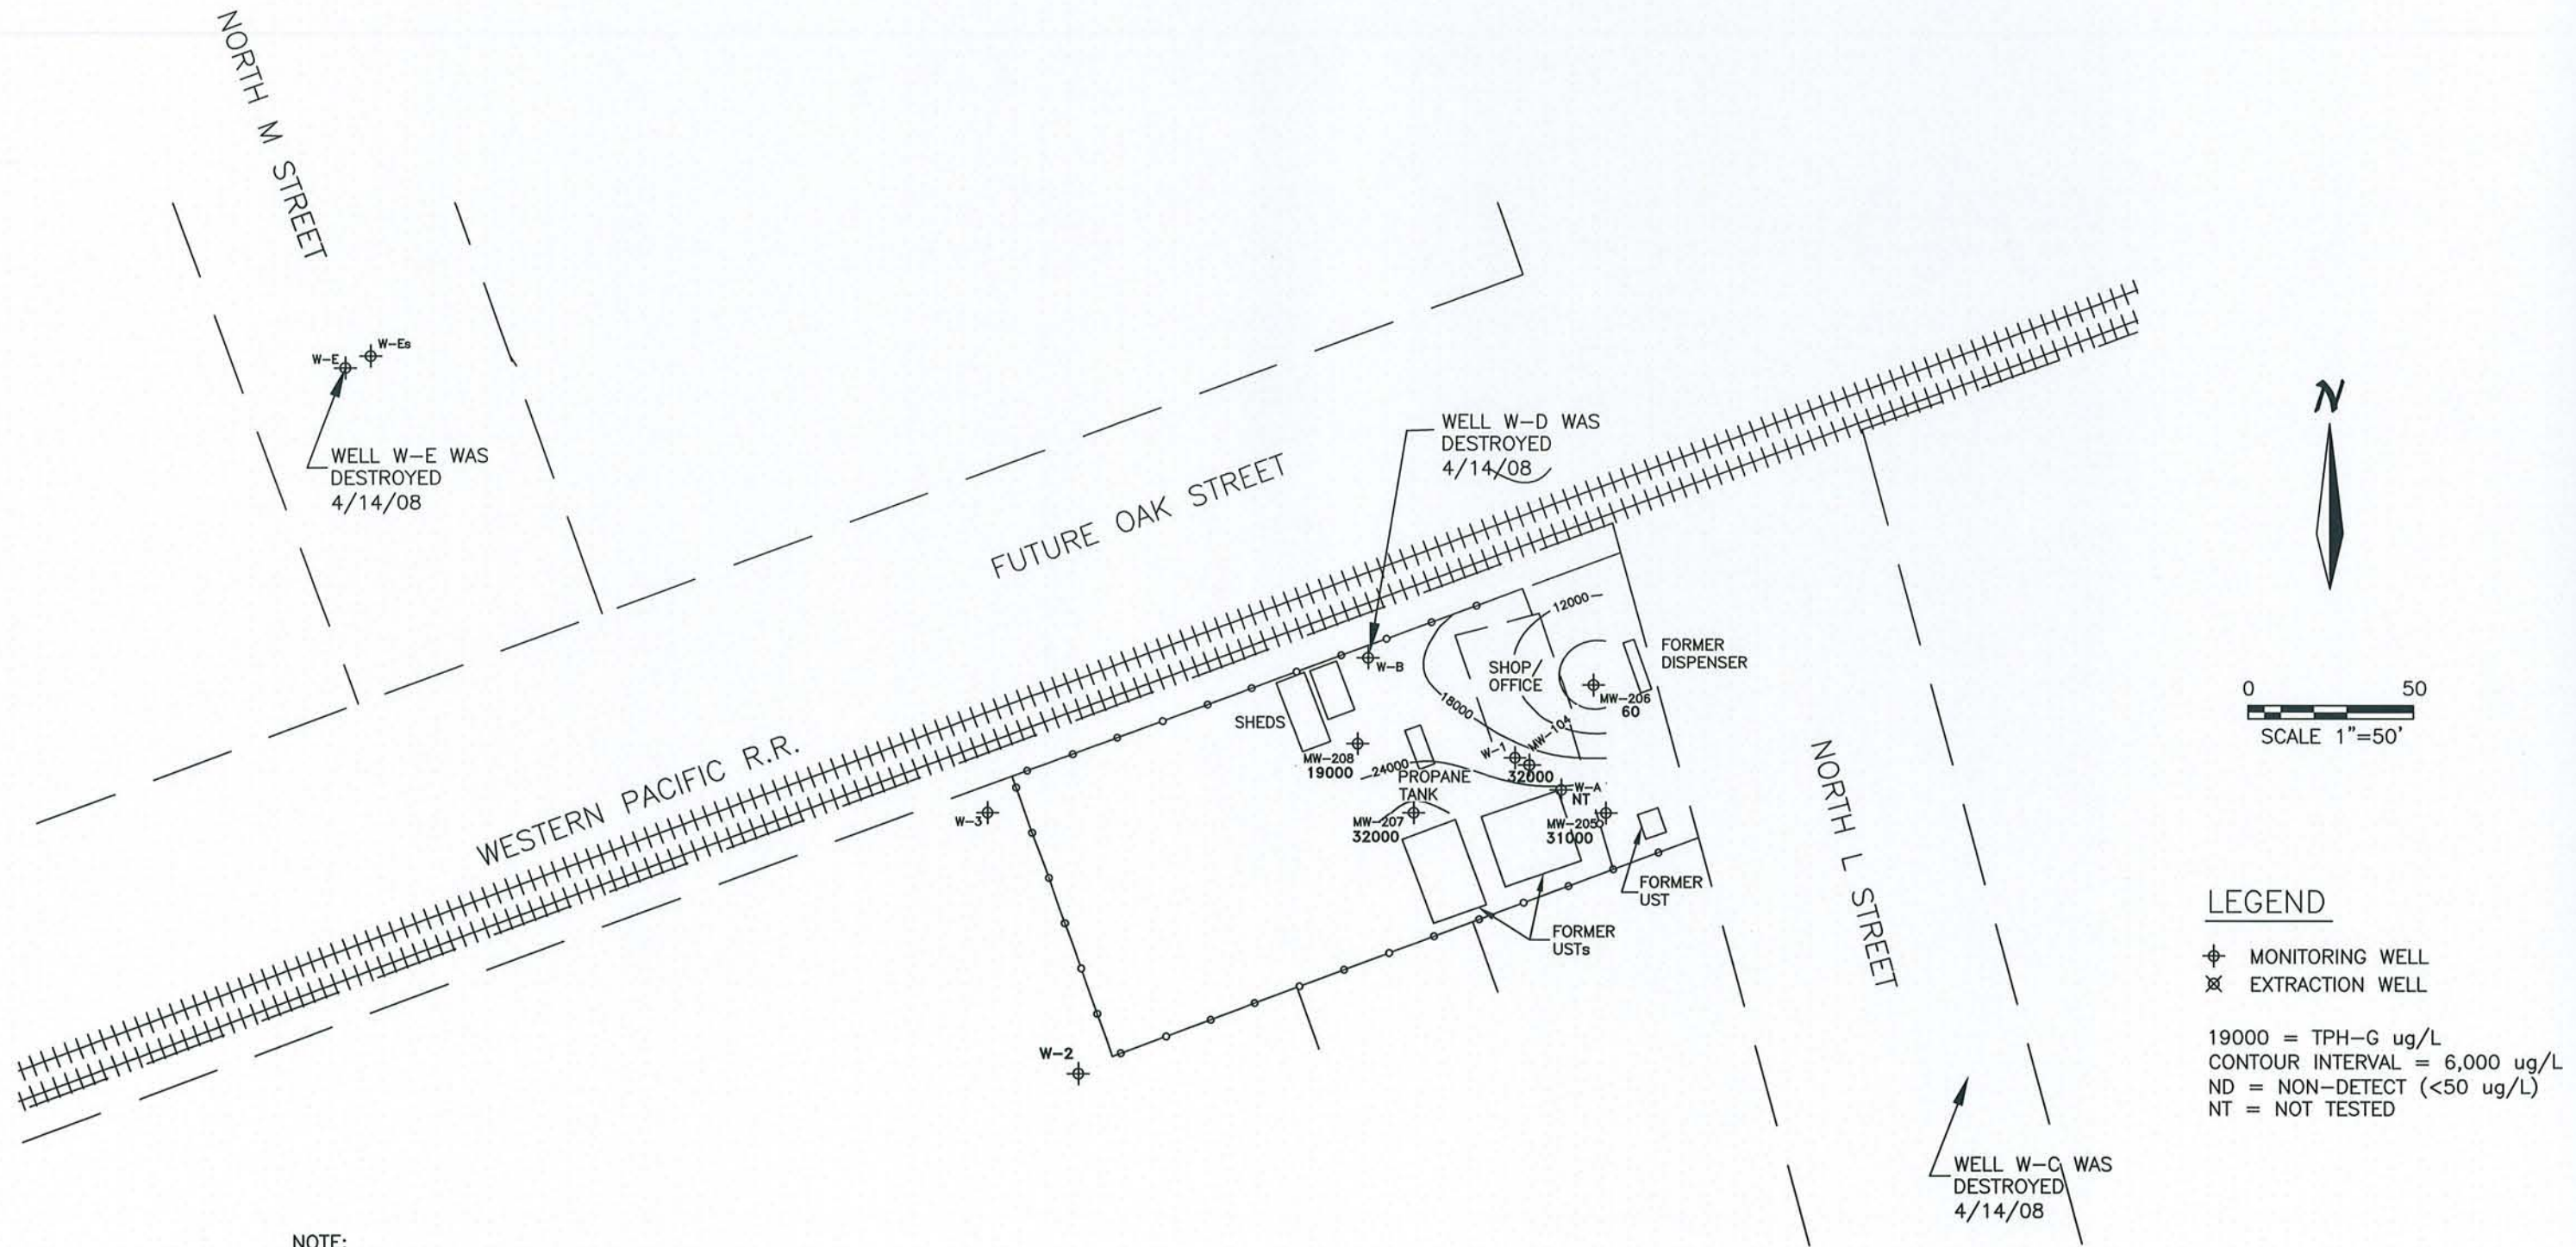 NORTH M STREET
W-E
W-Es
WELL W-E WAS
DESTROYED
4/14/08
WELL W-D WAS
DESTROYED
4/14/08
FUTURE OAK STREET
WESTERN PACIFIC R.R.
N
0 50
SCALE 1"=50'
12000
W-B
SHOP/
OFFICE
FORMER
DISPENSER
MW-206
60
18000
SHEDS
MW-208
19000
24000
PROPANE
TANK
W-1
MW-104
32000
W-A
NT
MW-207
32000
MW-205
31000
W-3
FORMER
UST
FORMER
USTs
NORTH L STREET
W-2
LEGEND
MONITORING WELL
EXTRACTION WELL
19000 = TPH-G ug/L
CONTOUR INTERVAL = 6,000 ug/L
ND = NON-DETECT (<50 ug/L)
NT = NOT TESTED
WELL W-C WAS
DESTROYED
4/14/08
NOTE: